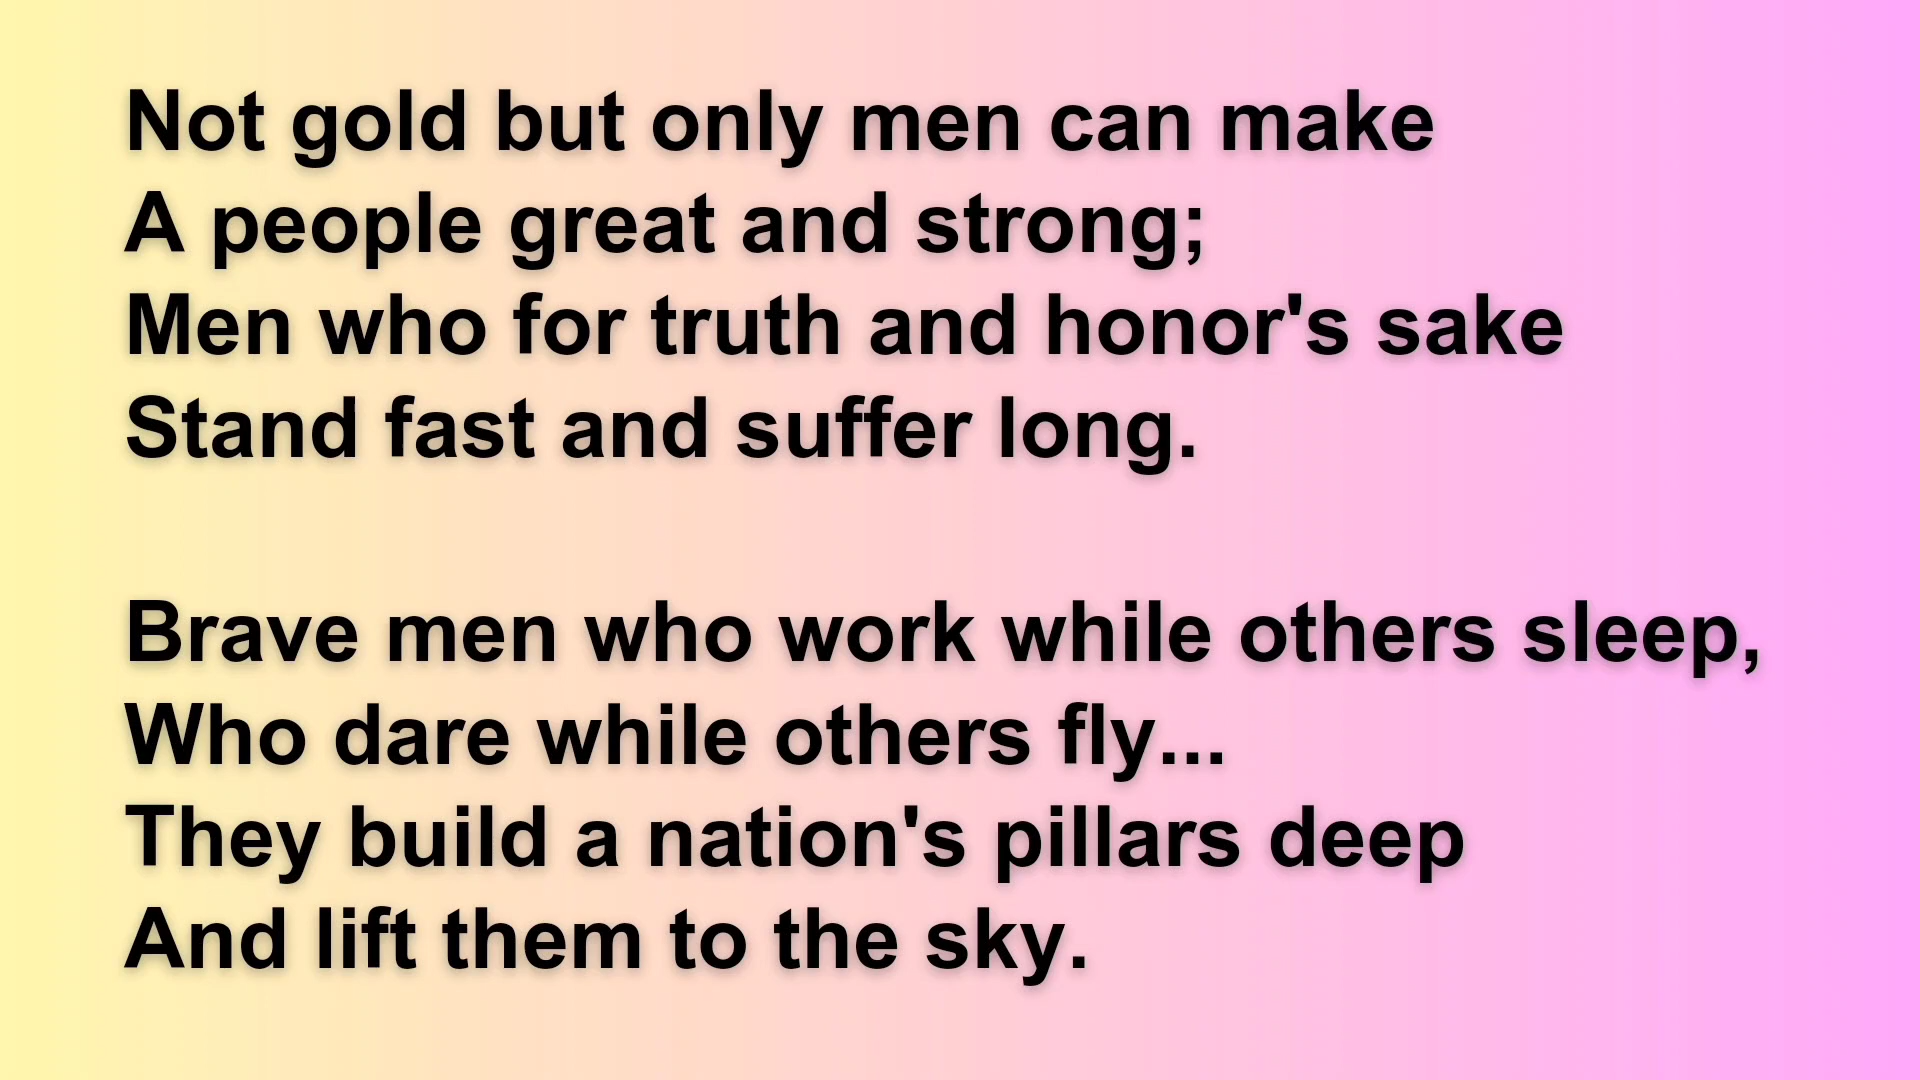 Not gold but only men can make
A people great and strong;
Men who for truth and honor's sake
Stand fast and suffer long.

Brave men who work while others sleep,
Who dare while others fly...
They build a nation's pillars deep
And lift them to the sky.